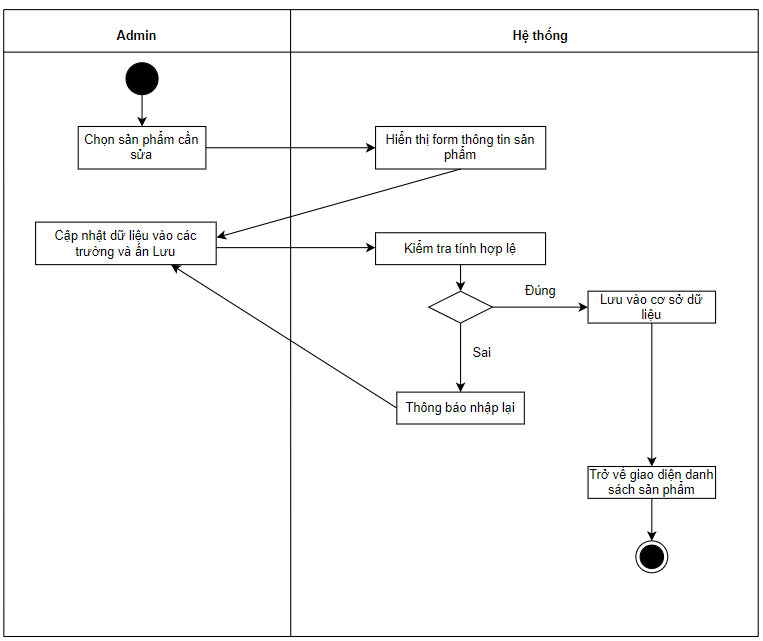 Admin
Hệ thống
Chọn sản phẩm cần
sửa
Hiển thị form thông tin sản
phẩm
Cập nhật dữ liệu vào các
trường và ấn Lưu
Kiểm tra tính hợp lệ
Đúng
Lưu vào cơ sở dữ
liệu
Sai
Thông báo nhập lại
Trở về giao diện danh
sách sản phẩm